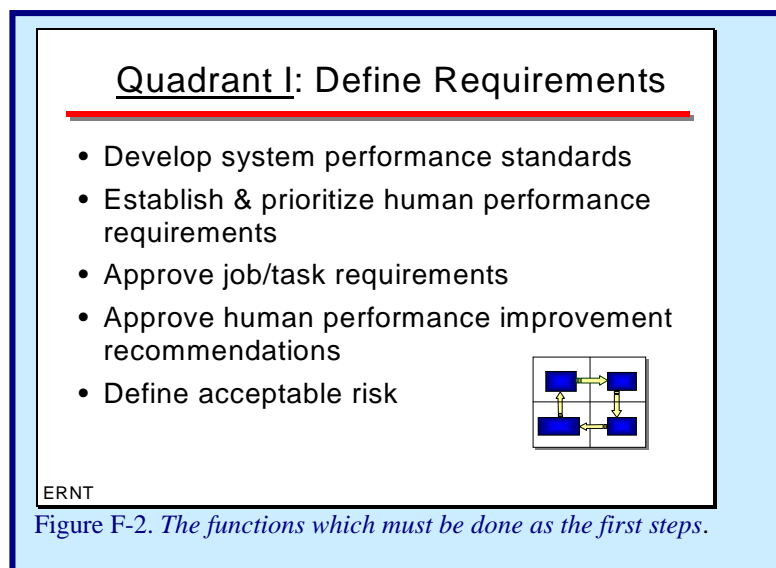 Quadrant I: Define Requirements
• Develop system performance standards
• Establish & prioritize human performance
requirements
• Approve job/task requirements
• Approve human performance improvement
recommendations
• Define acceptable risk
ERNT
Figure F-2. The functions which must be done as the first steps.